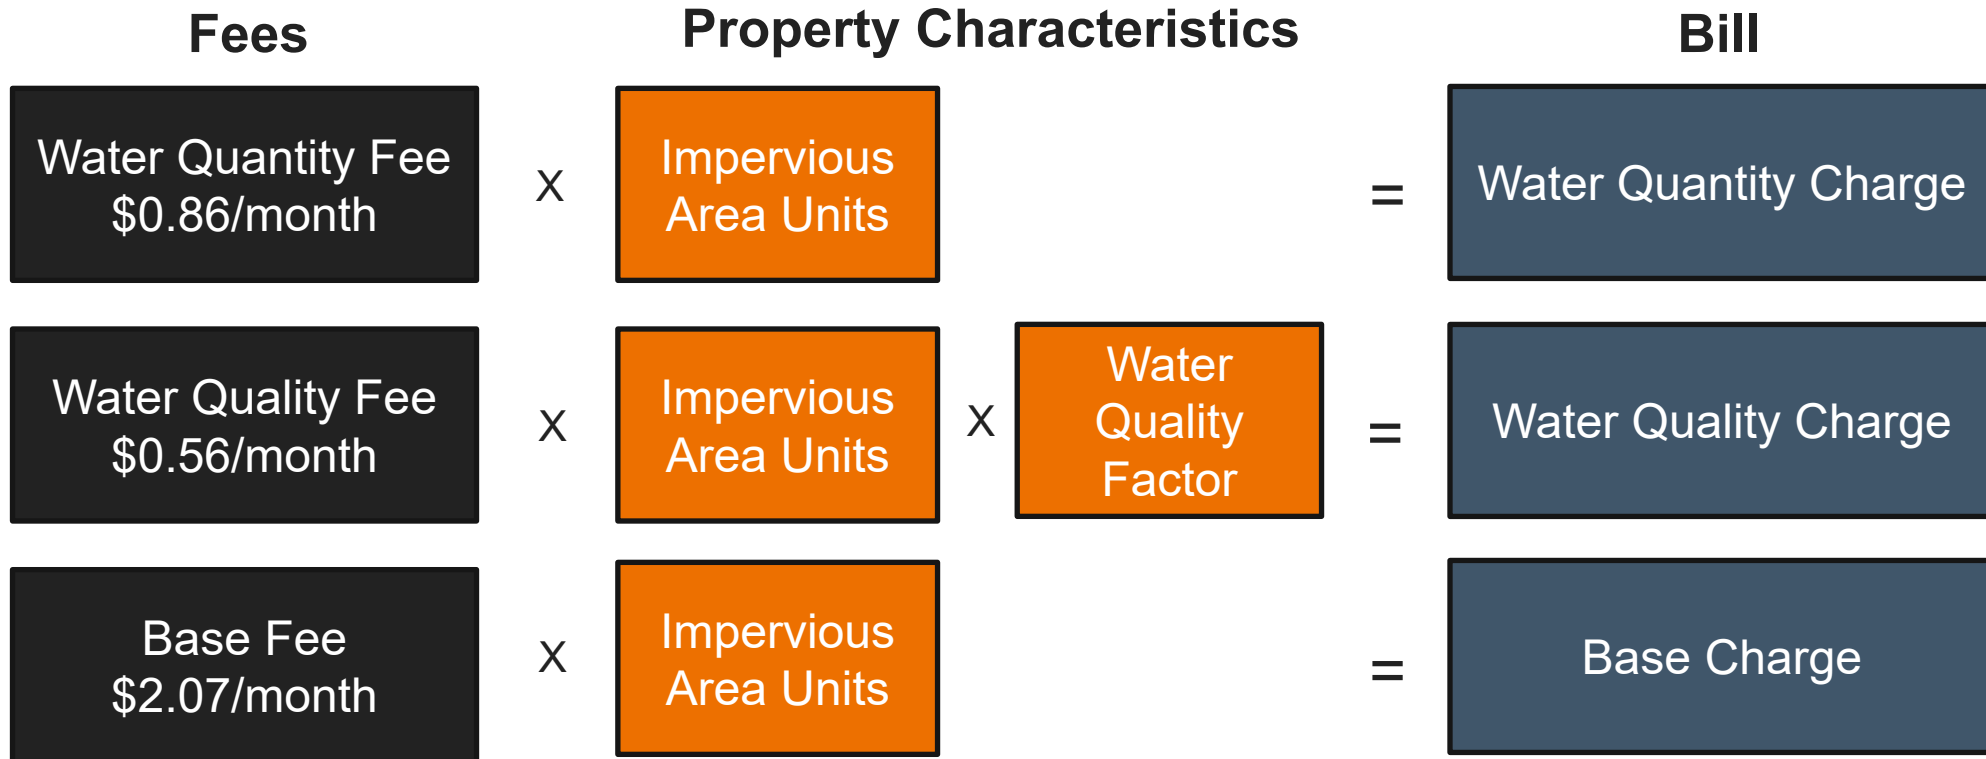 Fees
Property Characteristics
Bill
Water Quantity Fee
$0.86/month
X
Impervious
Area Units
=
Water Quantity Charge
Water Quality Fee
$0.56/month
X
Impervious
Area Units
X
Water
Quality
Factor
=
Water Quality Charge
Base Fee
$2.07/month
X
Impervious
Area Units
=
Base Charge